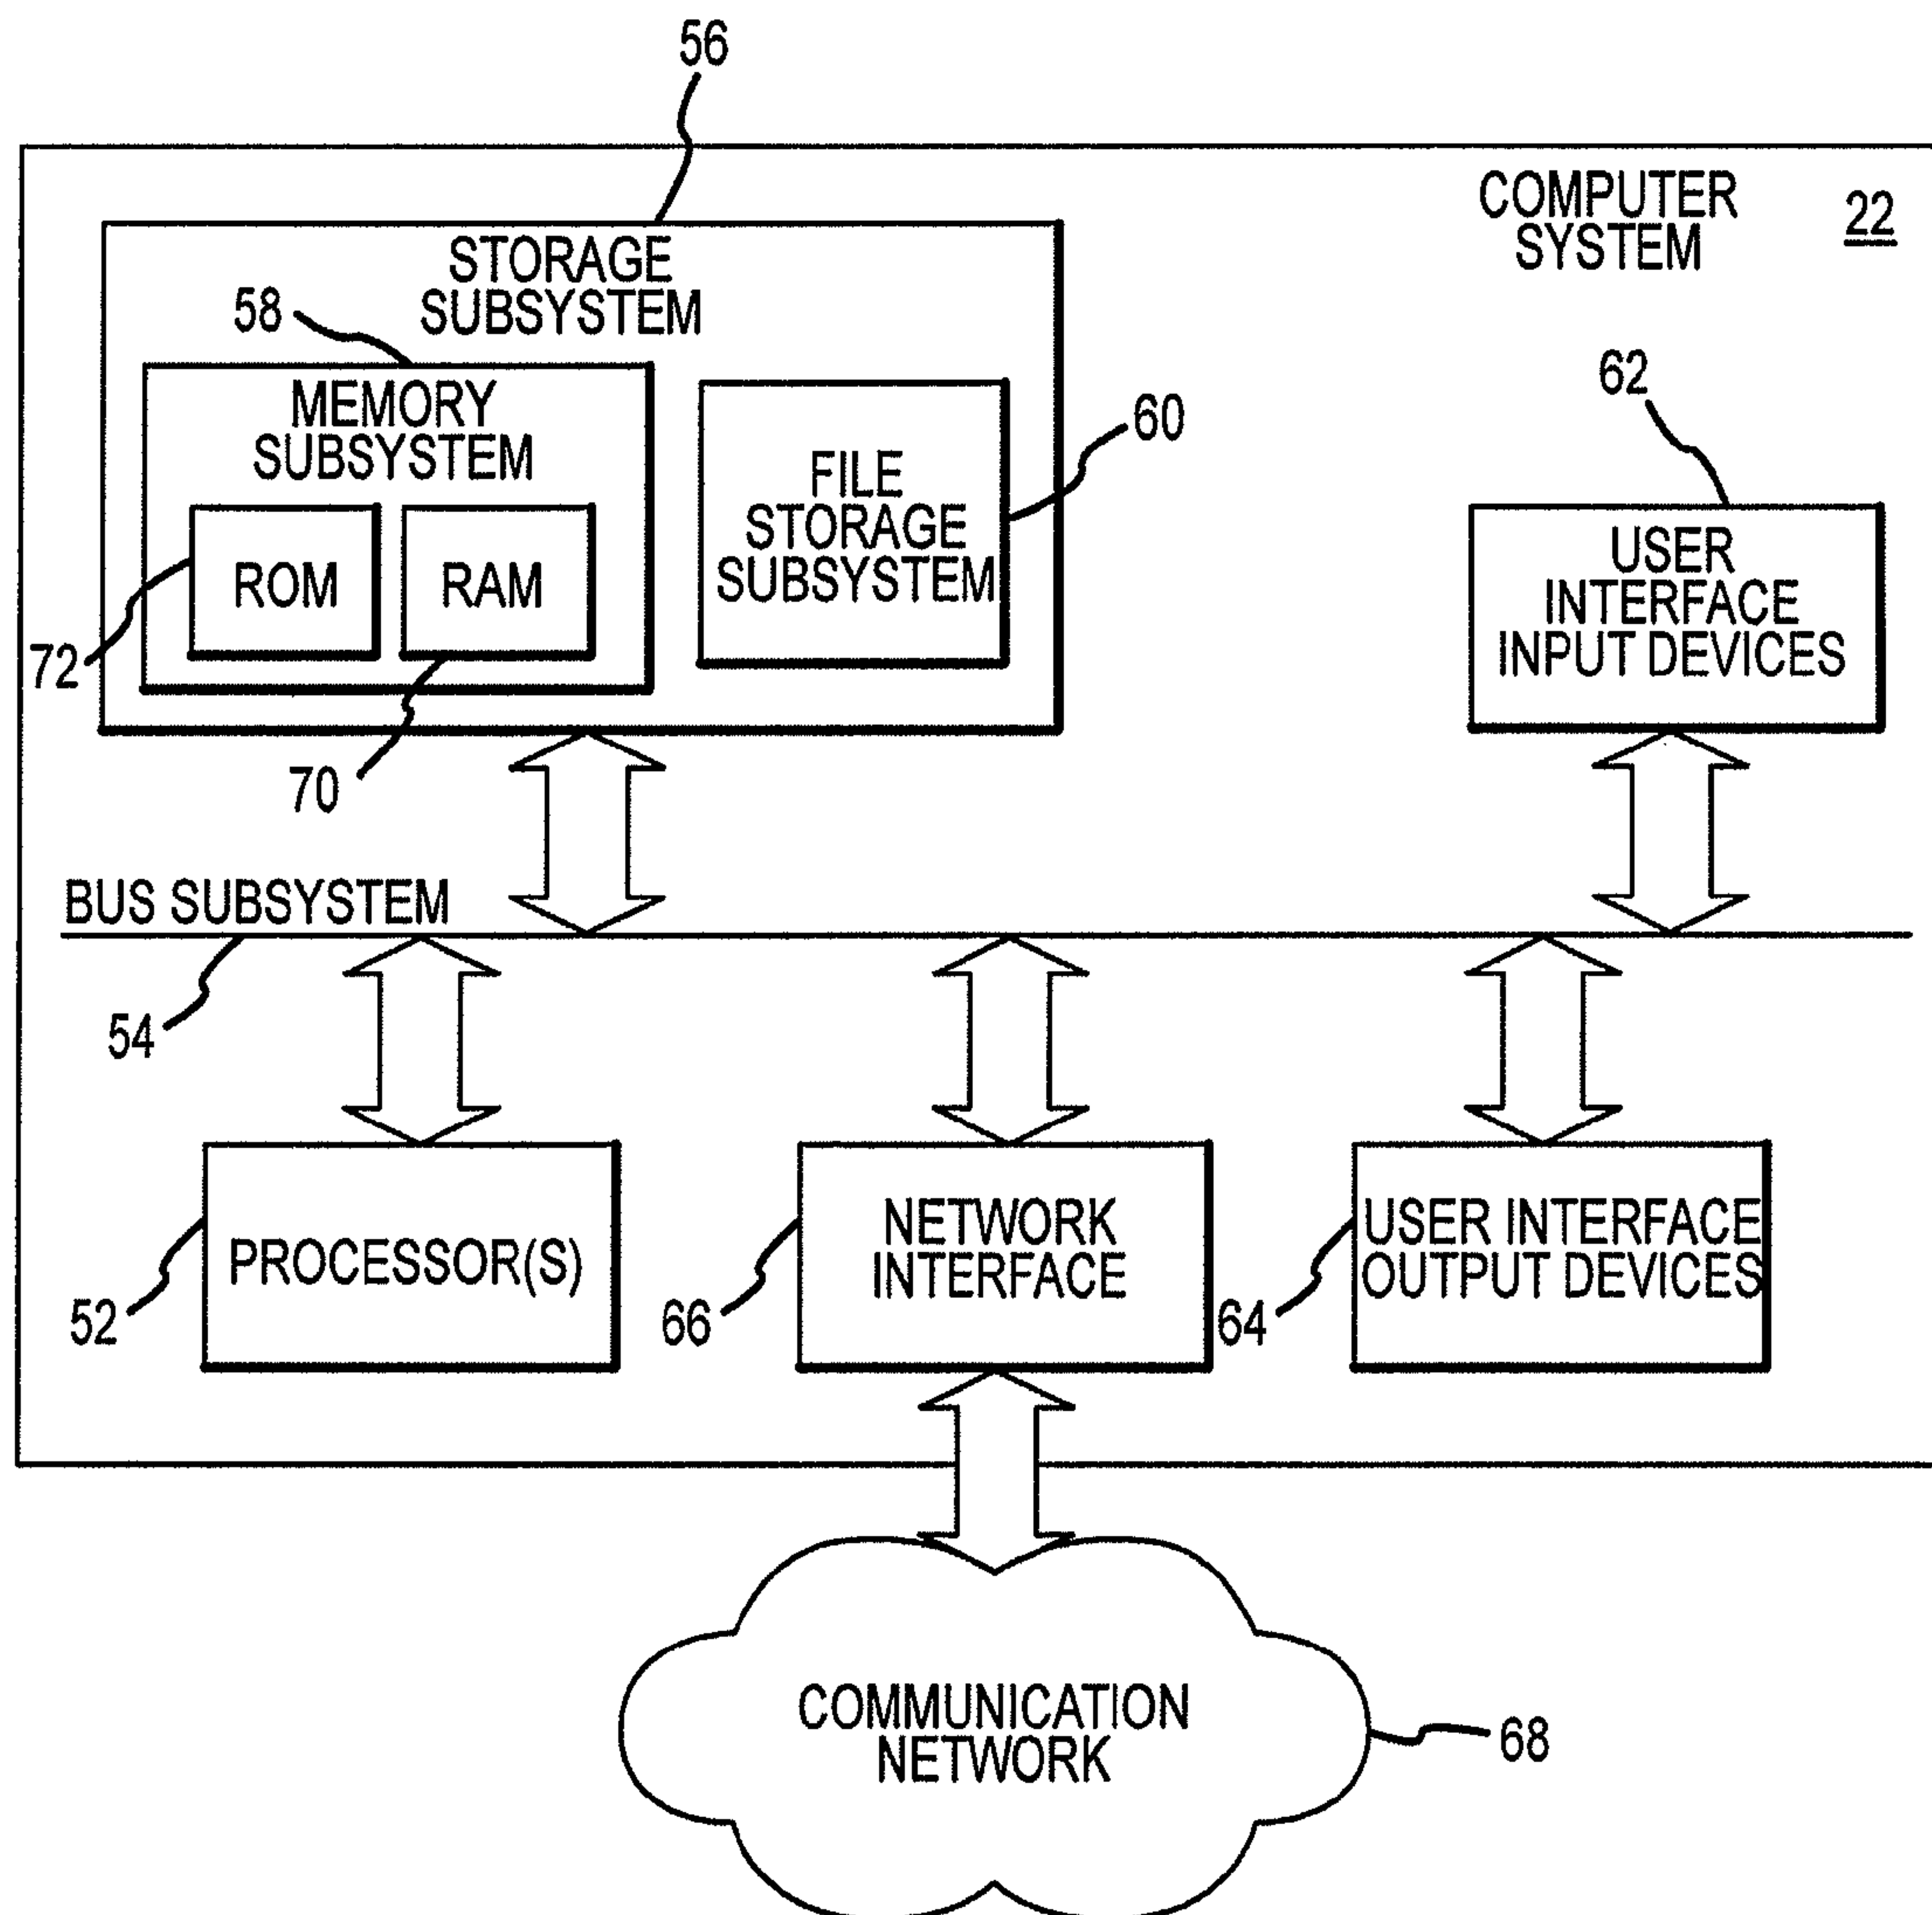 56
COMPUTER
SYSTEM
22
STORAGE
SUBSYSTEM
58
MEMORY
SUBSYSTEM
62
60
FILE
STORAGE
SUBSYSTEM
ROM
RAM
USER
INTERFACE
INPUT DEVICES
72
70
BUS SUBSYSTEM
54
PROCESSOR(S)
52
NETWORK
INTERFACE
66
USER INTERFACE
OUTPUT DEVICES
64
COMMUNICATION
NETWORK
68